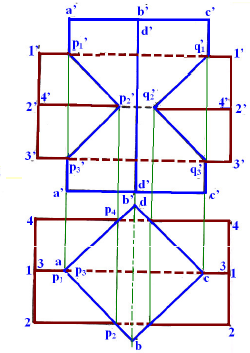 a' b' c'
d'
p₁' q₁'
1' 1'
4' p₂' q₂' 4'
2' 2'
3' p₃' q₃' 3'
d'
a' b' c'
4 p₄ d 4
3 a c 3
1 p₁ p₃ 1
2 p₂ b 2